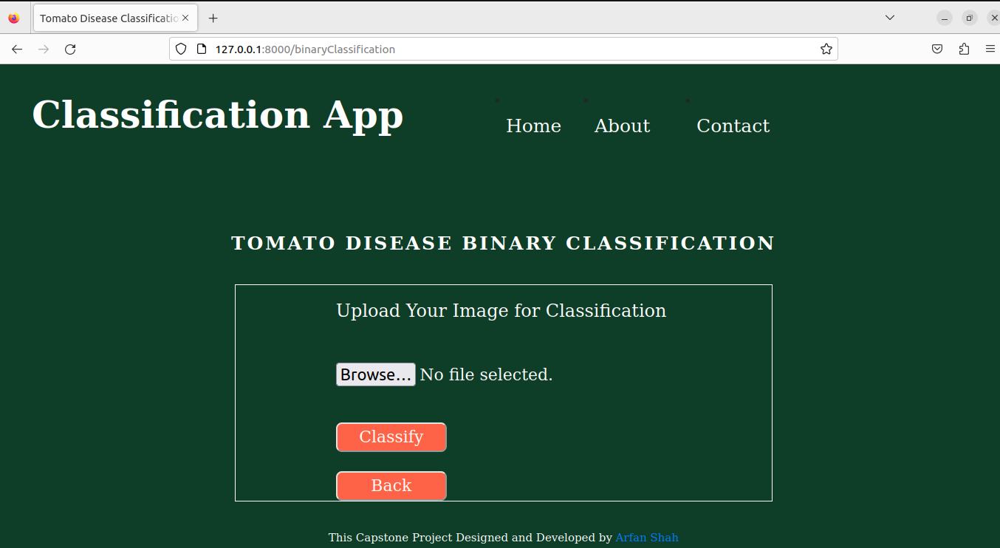 Tomato Disease Classificatio
127.0.0.1:8000/binaryClassification
Classification App
Home About Contact
TOMATO DISEASE BINARY CLASSIFICATION
Upload Your Image for Classification
Browse... No file selected.
Classify
Back
This Capstone Project Designed and Developed by Arfan Shah